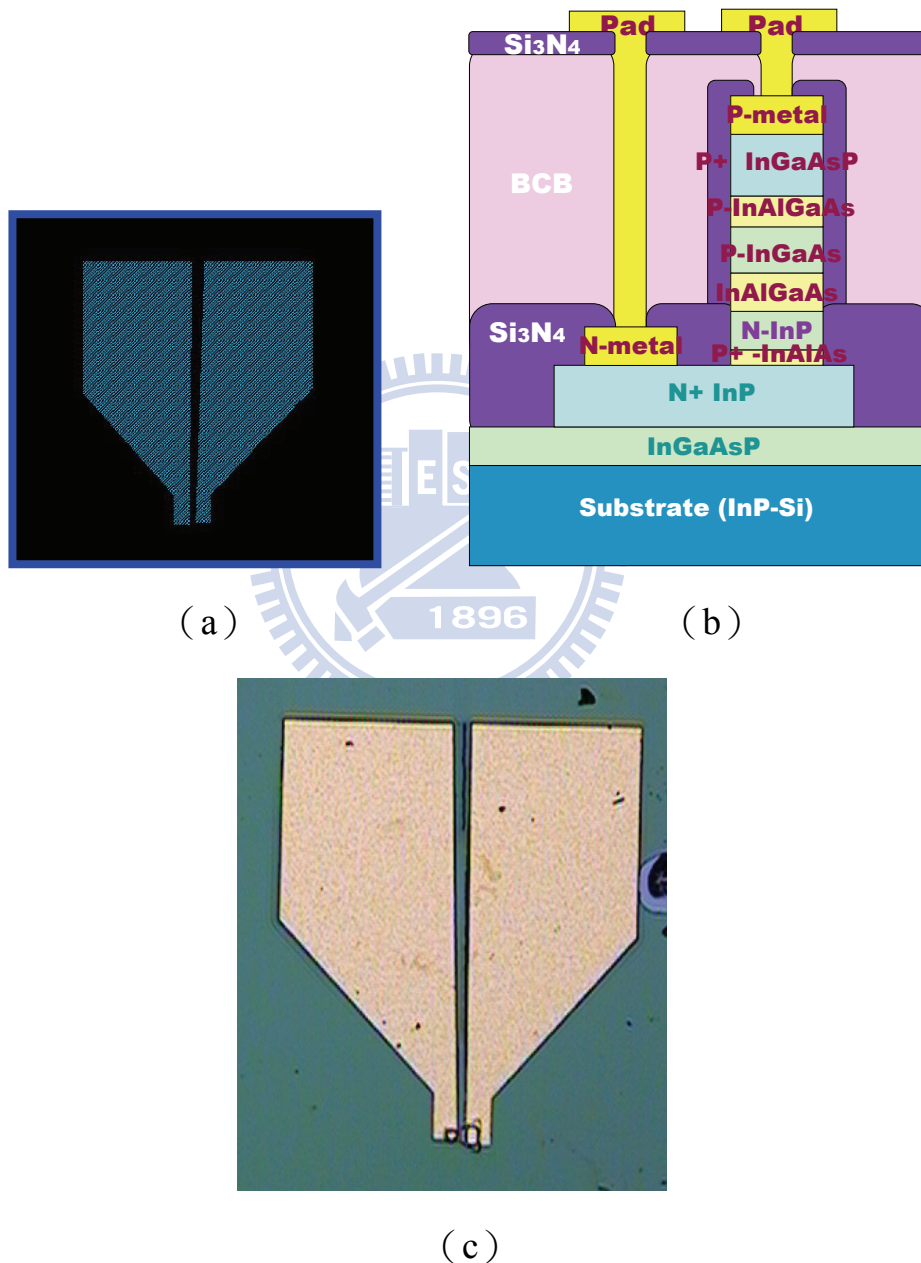 Pad Pad
Si3N4
P-metal
P+ InGaAsP
BCB
P-InAlGaAs
P-InGaAs
InAlGaAs
Si3N4
N-InP
N-metal
P+ -InAlAs
N+ InP
InGaAsP
Substrate (InP-Si)
ES
1896
(a)
(b)
(c)